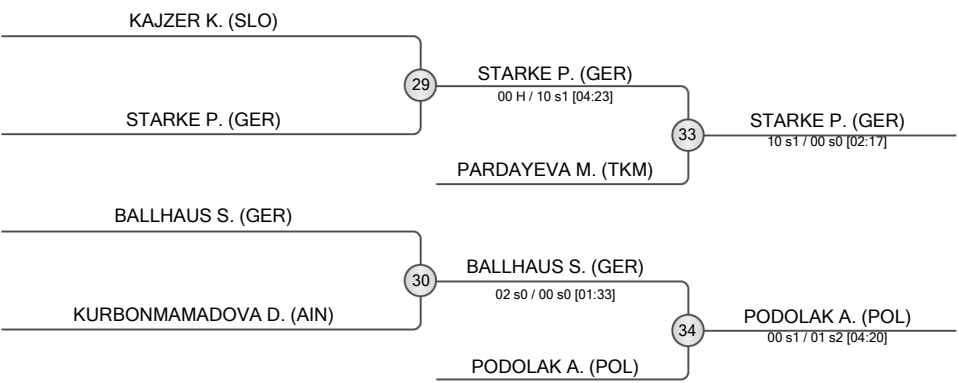 KAJZER K. (SLO)
29
STARKE P. (GER)
00 H / 10 s1 [04:23]
STARKE P. (GER)
33
STARKE P. (GER)
10 s1 / 00 s0 [02:17]
PARDAYEVA M. (TKM)
BALLHAUS S. (GER)
30
BALLHAUS S. (GER)
02 s0 / 00 s0 [01:33]
KURBONMAMADOVA D. (AIN)
34
PODOLAK A. (POL)
00 s1 / 01 s2 [04:20]
PODOLAK A. (POL)